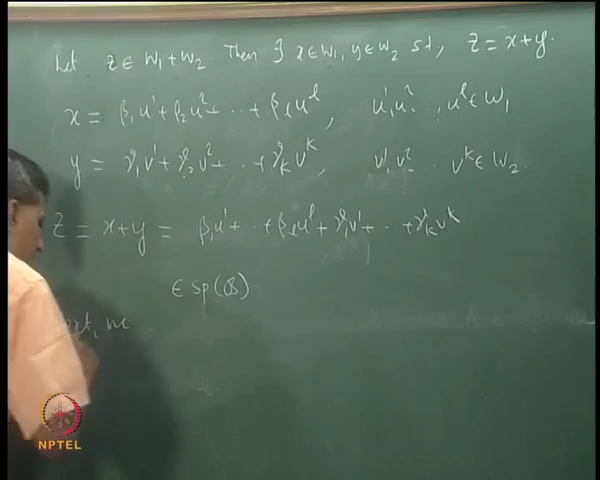 Let z ∈ W₁ + W₂. Then ∃ x ∈ W₁, y ∈ W₂ s.t., z = x + y.
x = β₁u¹ + β₂u² + ... + βₗuˡ, u¹, u², ..., uˡ ∈ W₁
y = γ₁v¹ + γ₂v² + ... + γₖvᵏ, v¹, v², ... vᵏ ∈ W₂.
z = x + y = β₁u¹ + ... + βₗuˡ + γ₁v¹ + ... + γₖvᵏ
∈ sp(ℬ)
we
NPTEL